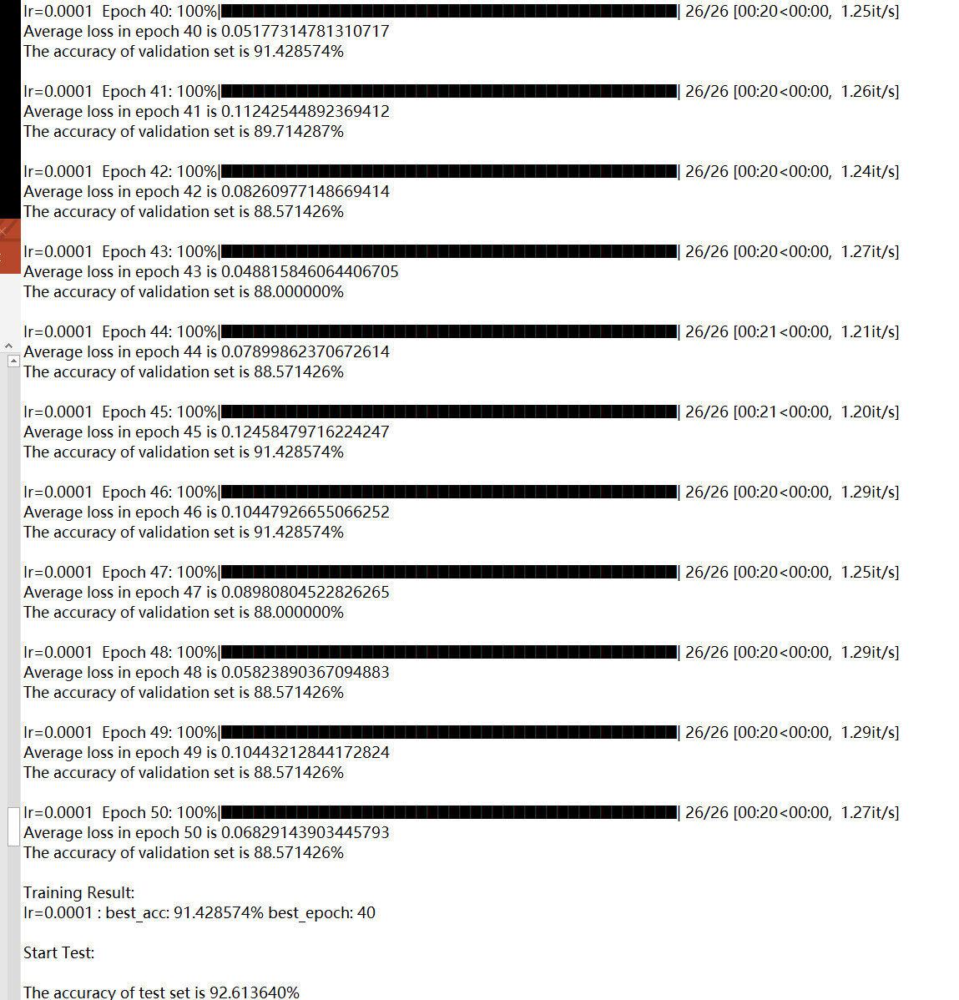 lr=0.0001  Epoch 40: 100%|██████████| 26/26 [00:20<00:00,  1.25it/s]
Average loss in epoch 40 is 0.05177314781310717
The accuracy of validation set is 91.428574%
lr=0.0001  Epoch 41: 100%|██████████| 26/26 [00:20<00:00,  1.26it/s]
Average loss in epoch 41 is 0.11242544892369412
The accuracy of validation set is 89.714287%
lr=0.0001  Epoch 42: 100%|██████████| 26/26 [00:20<00:00,  1.24it/s]
Average loss in epoch 42 is 0.08260977148669414
The accuracy of validation set is 88.571426%
lr=0.0001  Epoch 43: 100%|██████████| 26/26 [00:20<00:00,  1.27it/s]
Average loss in epoch 43 is 0.048815846064406705
The accuracy of validation set is 88.000000%
lr=0.0001  Epoch 44: 100%|██████████| 26/26 [00:21<00:00,  1.21it/s]
Average loss in epoch 44 is 0.07899862370672614
The accuracy of validation set is 88.571426%
lr=0.0001  Epoch 45: 100%|██████████| 26/26 [00:21<00:00,  1.20it/s]
Average loss in epoch 45 is 0.12458479716224247
The accuracy of validation set is 91.428574%
lr=0.0001  Epoch 46: 100%|██████████| 26/26 [00:20<00:00,  1.29it/s]
Average loss in epoch 46 is 0.10447926655066252
The accuracy of validation set is 91.428574%
lr=0.0001  Epoch 47: 100%|██████████| 26/26 [00:20<00:00,  1.25it/s]
Average loss in epoch 47 is 0.08980804522826265
The accuracy of validation set is 88.000000%
lr=0.0001  Epoch 48: 100%|██████████| 26/26 [00:20<00:00,  1.29it/s]
Average loss in epoch 48 is 0.05823890367094883
The accuracy of validation set is 88.571426%
lr=0.0001  Epoch 49: 100%|██████████| 26/26 [00:20<00:00,  1.29it/s]
Average loss in epoch 49 is 0.10443212844172824
The accuracy of validation set is 88.571426%
lr=0.0001  Epoch 50: 100%|██████████| 26/26 [00:20<00:00,  1.27it/s]
Average loss in epoch 50 is 0.06829143903445793
The accuracy of validation set is 88.571426%
Training Result:
lr=0.0001 : best_acc: 91.428574% best_epoch: 40
Start Test:
The accuracy of test set is 92.613640%